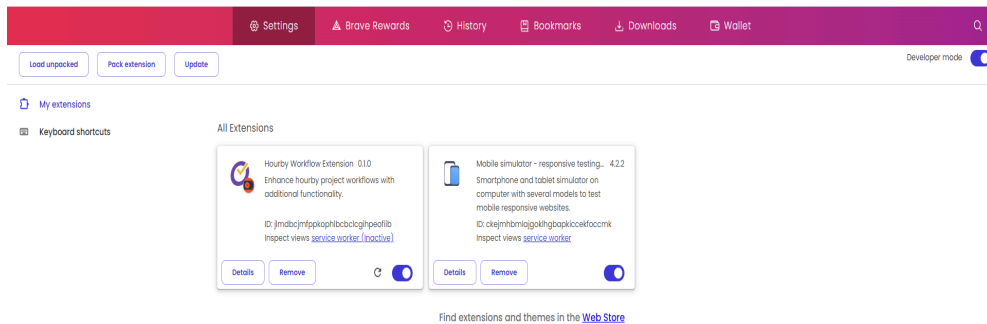 Settings
Brave Rewards
History
Bookmarks
Downloads
Wallet
Load unpacked
Pack extension
Update
Developer mode
My extensions
Keyboard shortcuts
All Extensions
Hourby Workflow Extension 0.1.0
Enhance hourby project workflows with
additional functionality.
ID: jlmdbcjmfppkophlbcbclcgihpeofiib
Inspect views service worker (Inactive)
Details
Remove
Mobile simulator - responsive testing... 4.2.2
Smartphone and tablet simulator on
computer with several models to test
mobile responsive websites.
ID: ckejmhbmlajgoklhgbapkiccekfoccmk
Inspect views service worker
Details
Remove
Find extensions and themes in the Web Store